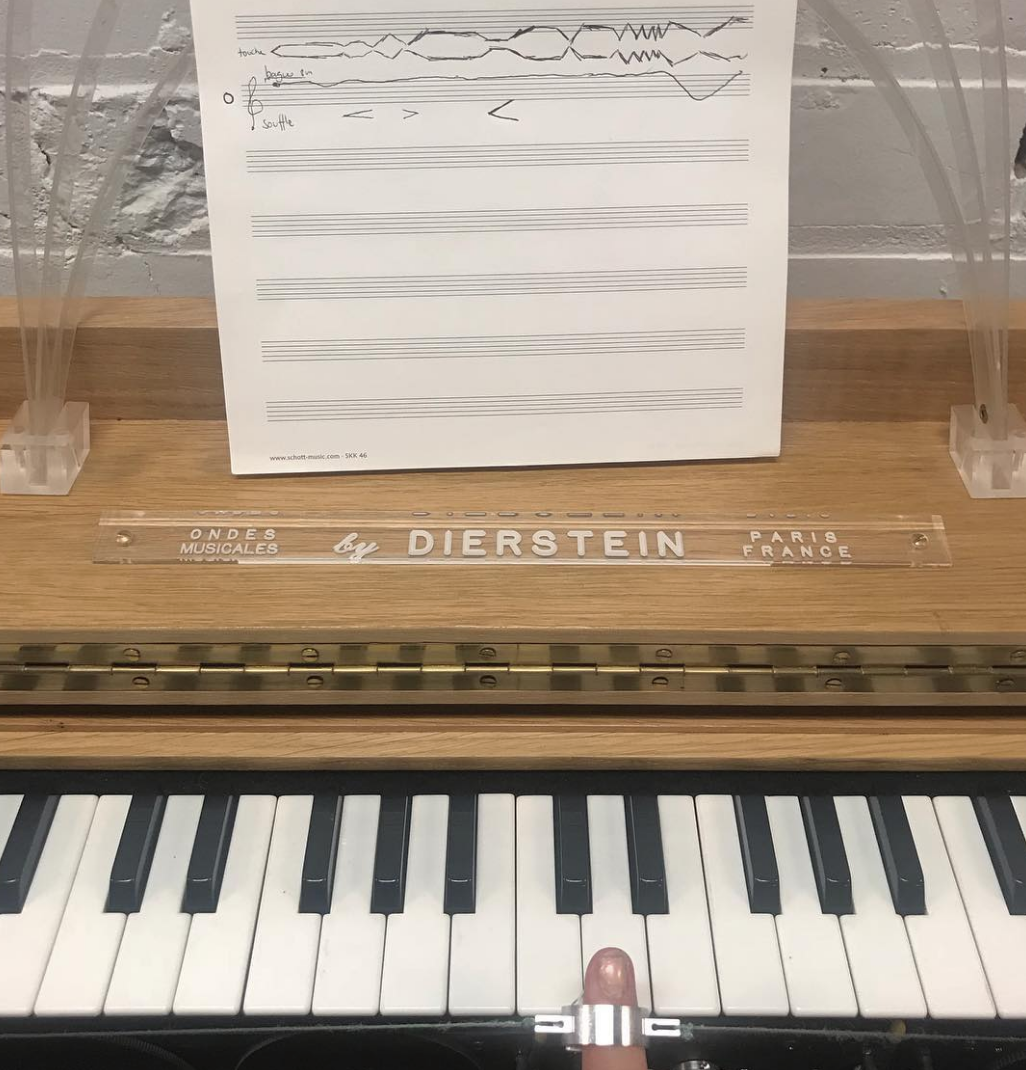 touche
bague
souffle
www.schott-music.com - SKK 46
ONDES
MUSICALES
by DIERSTEIN
PARIS
FRANCE